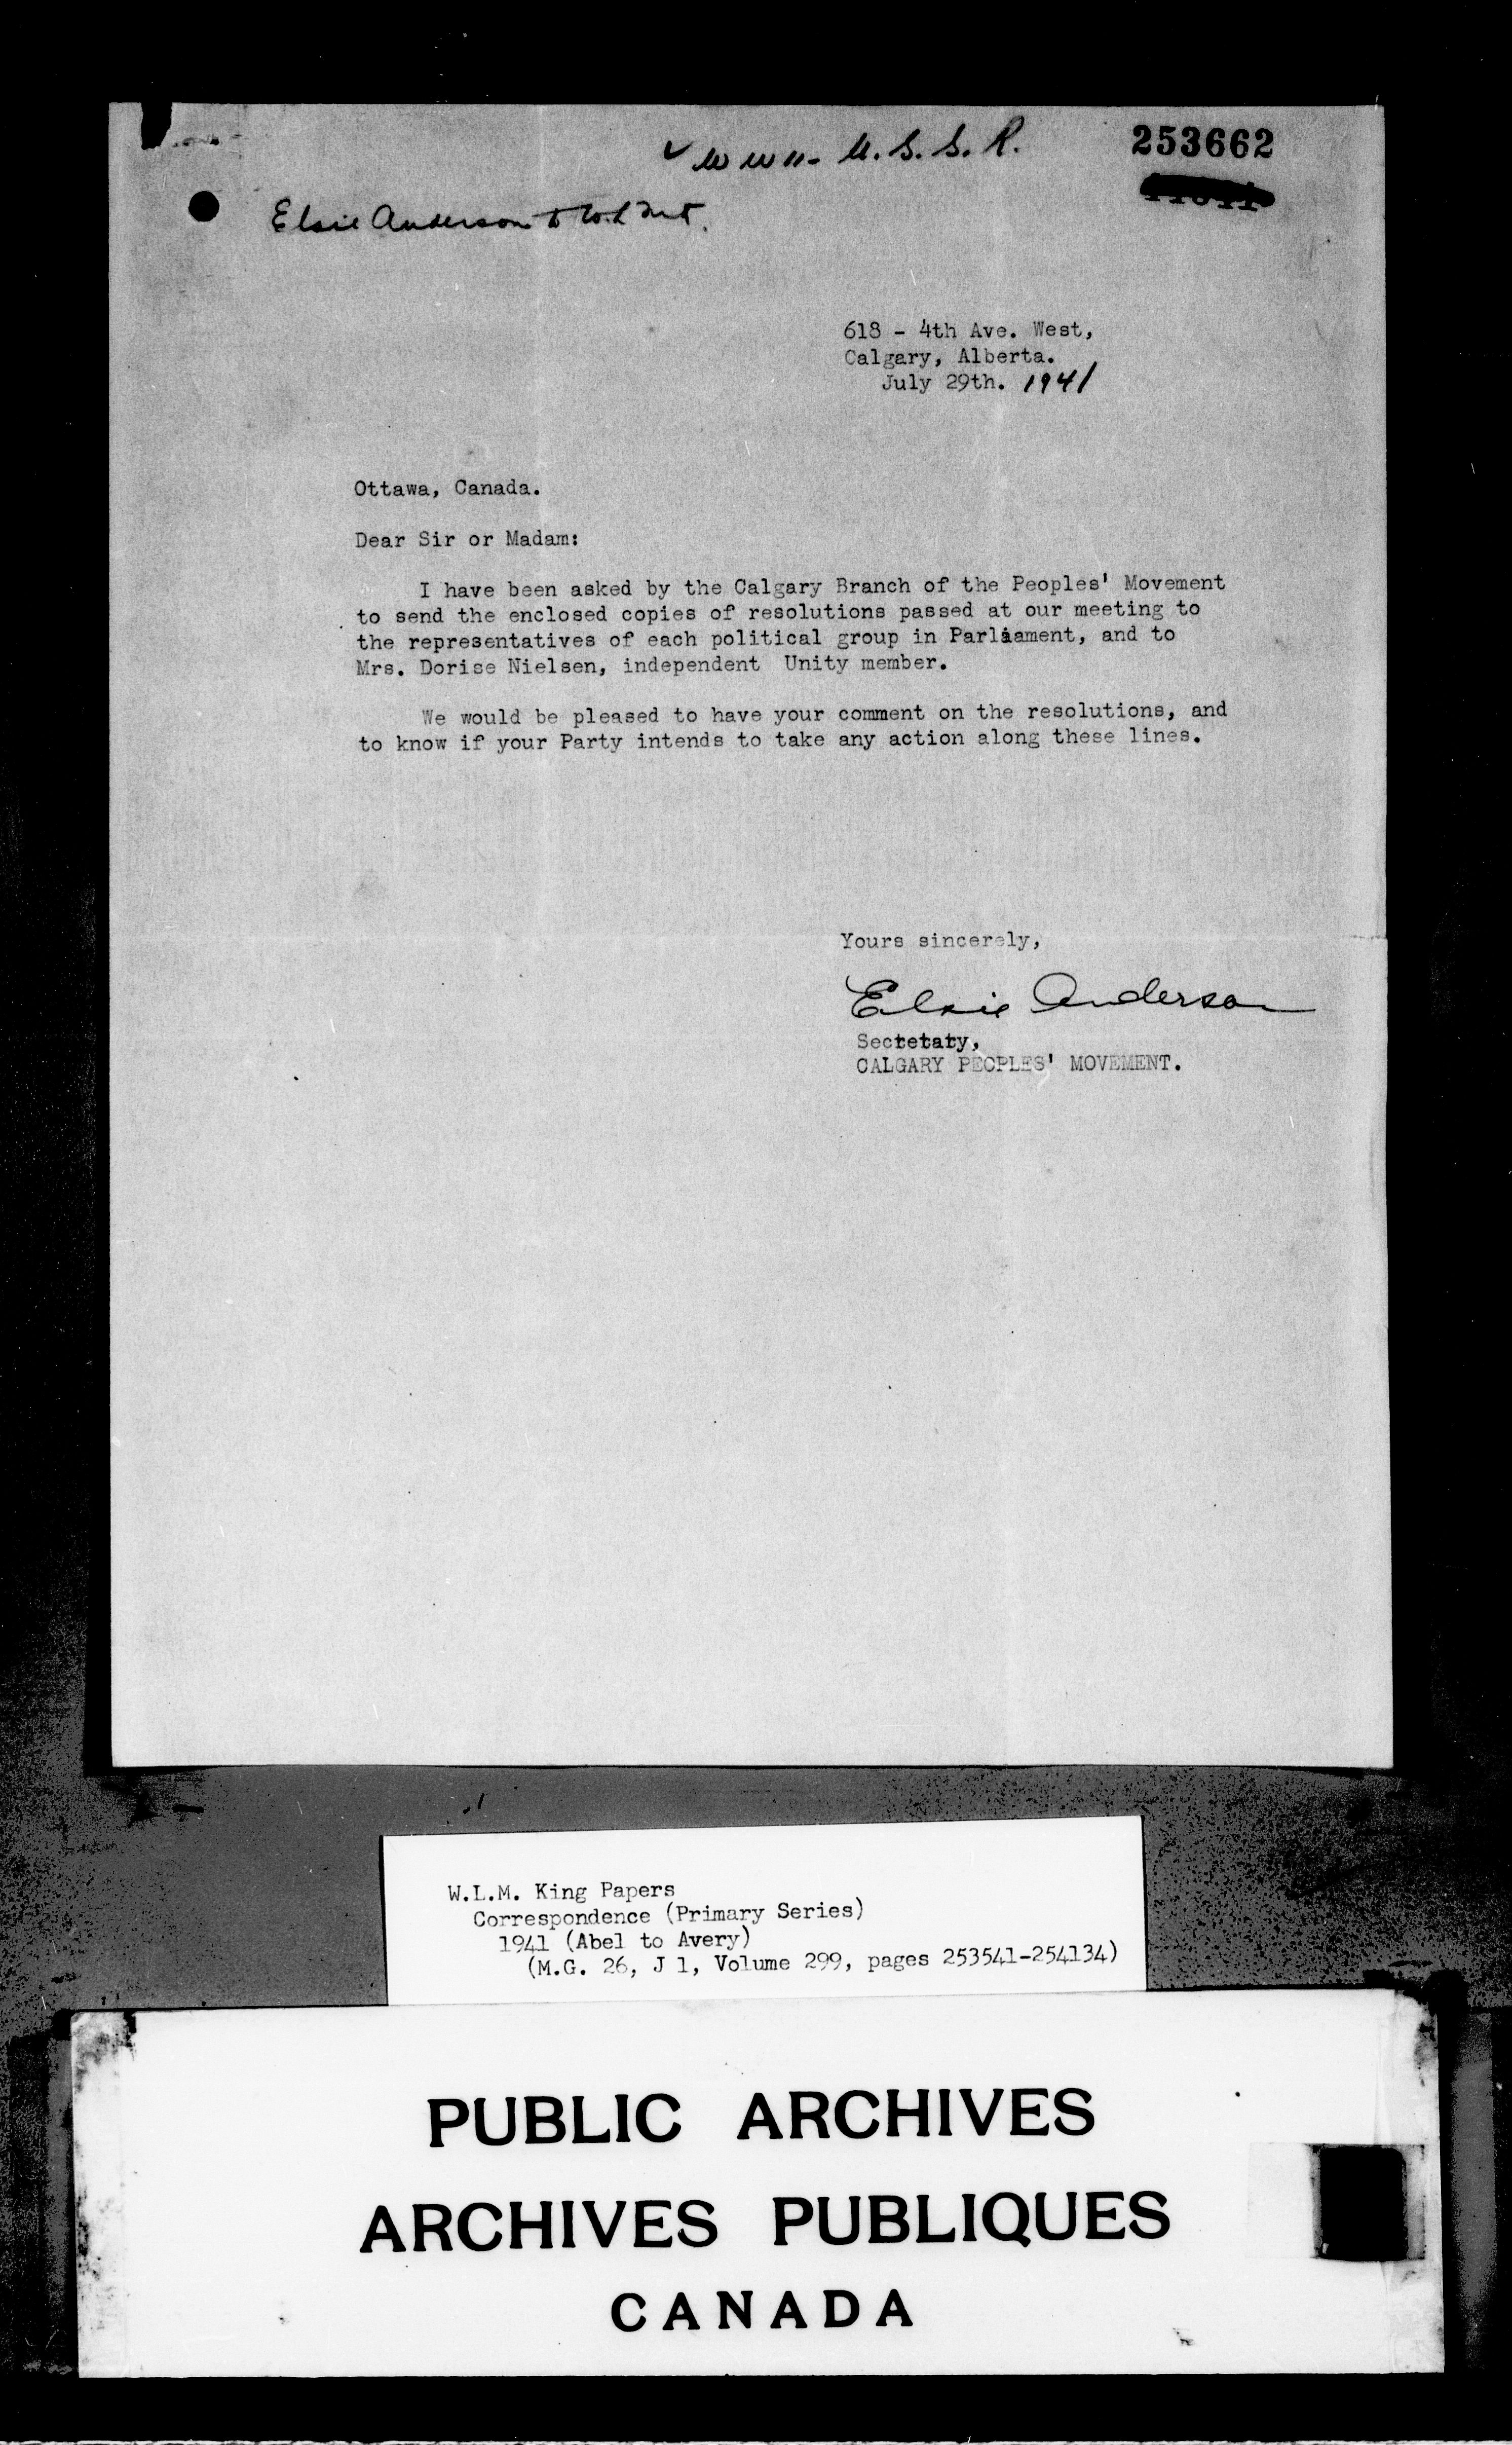 ✓ WWII - U.S.S.R.
253662
Elsie Anderson to
618 - 4th Ave. West,
Calgary, Alberta.
July 29th. 1941
Ottawa, Canada.
Dear Sir or Madam:
I have been asked by the Calgary Branch of the Peoples' Movement
to send the enclosed copies of resolutions passed at our meeting to
the representatives of each political group in Parliament, and to
Mrs. Dorise Nielsen, independent Unity member.
We would be pleased to have your comment on the resolutions, and
to know if your Party intends to take any action along these lines.
Yours sincerely,
Elsie Anderson
Sectetaty,
CALGARY PEOPLES' MOVEMENT.
W.L.M. King Papers
Correspondence (Primary Series)
1941 (Abel to Avery)
(M.G. 26, J 1, Volume 299, pages 253541-254134)
PUBLIC ARCHIVES
ARCHIVES PUBLIQUES
CANADA